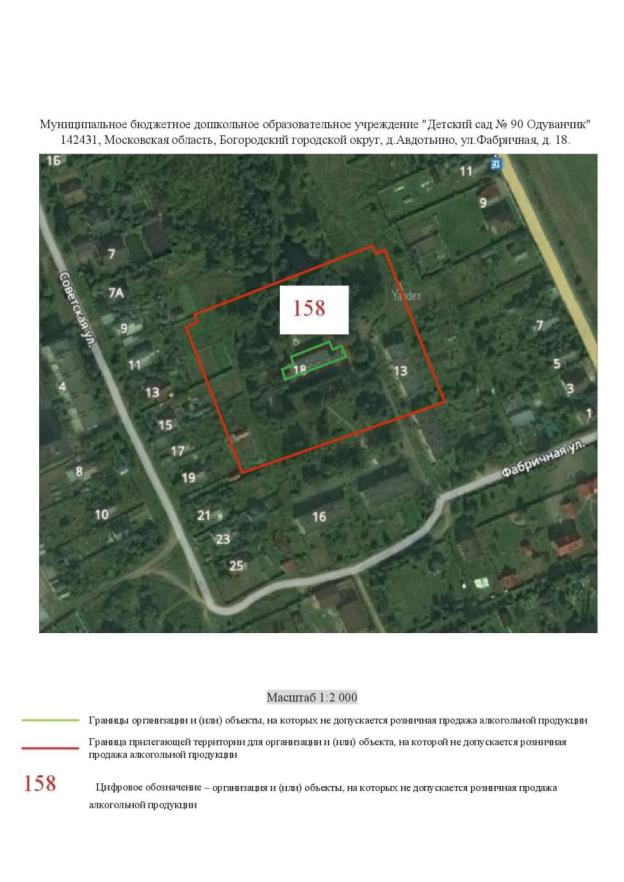 Муниципальное бюджетное дошкольное образовательное учреждение "Детский сад № 90 Одуванчик"
142431, Московская область, Богородский городской округ, д.Авдотьино, ул.Фабричная, д. 18.
1Б
11
9
7
Советская ул.
7А
158
Yandex
9
7
11
18
13
5
4
13
3
15
1
17
Фабричная ул.
8
19
10
21
16
23
25
Масштаб 1:2 000
Границы организации и (или) объекты, на которых не допускается розничная продажа алкогольной продукции
Граница прилегающей территории для организации и (или) объекта, на которой не допускается розничная
продажа алкогольной продукции
158
Цифровое обозначение – организация и (или) объекты, на которых не допускается розничная продажа
алкогольной продукции